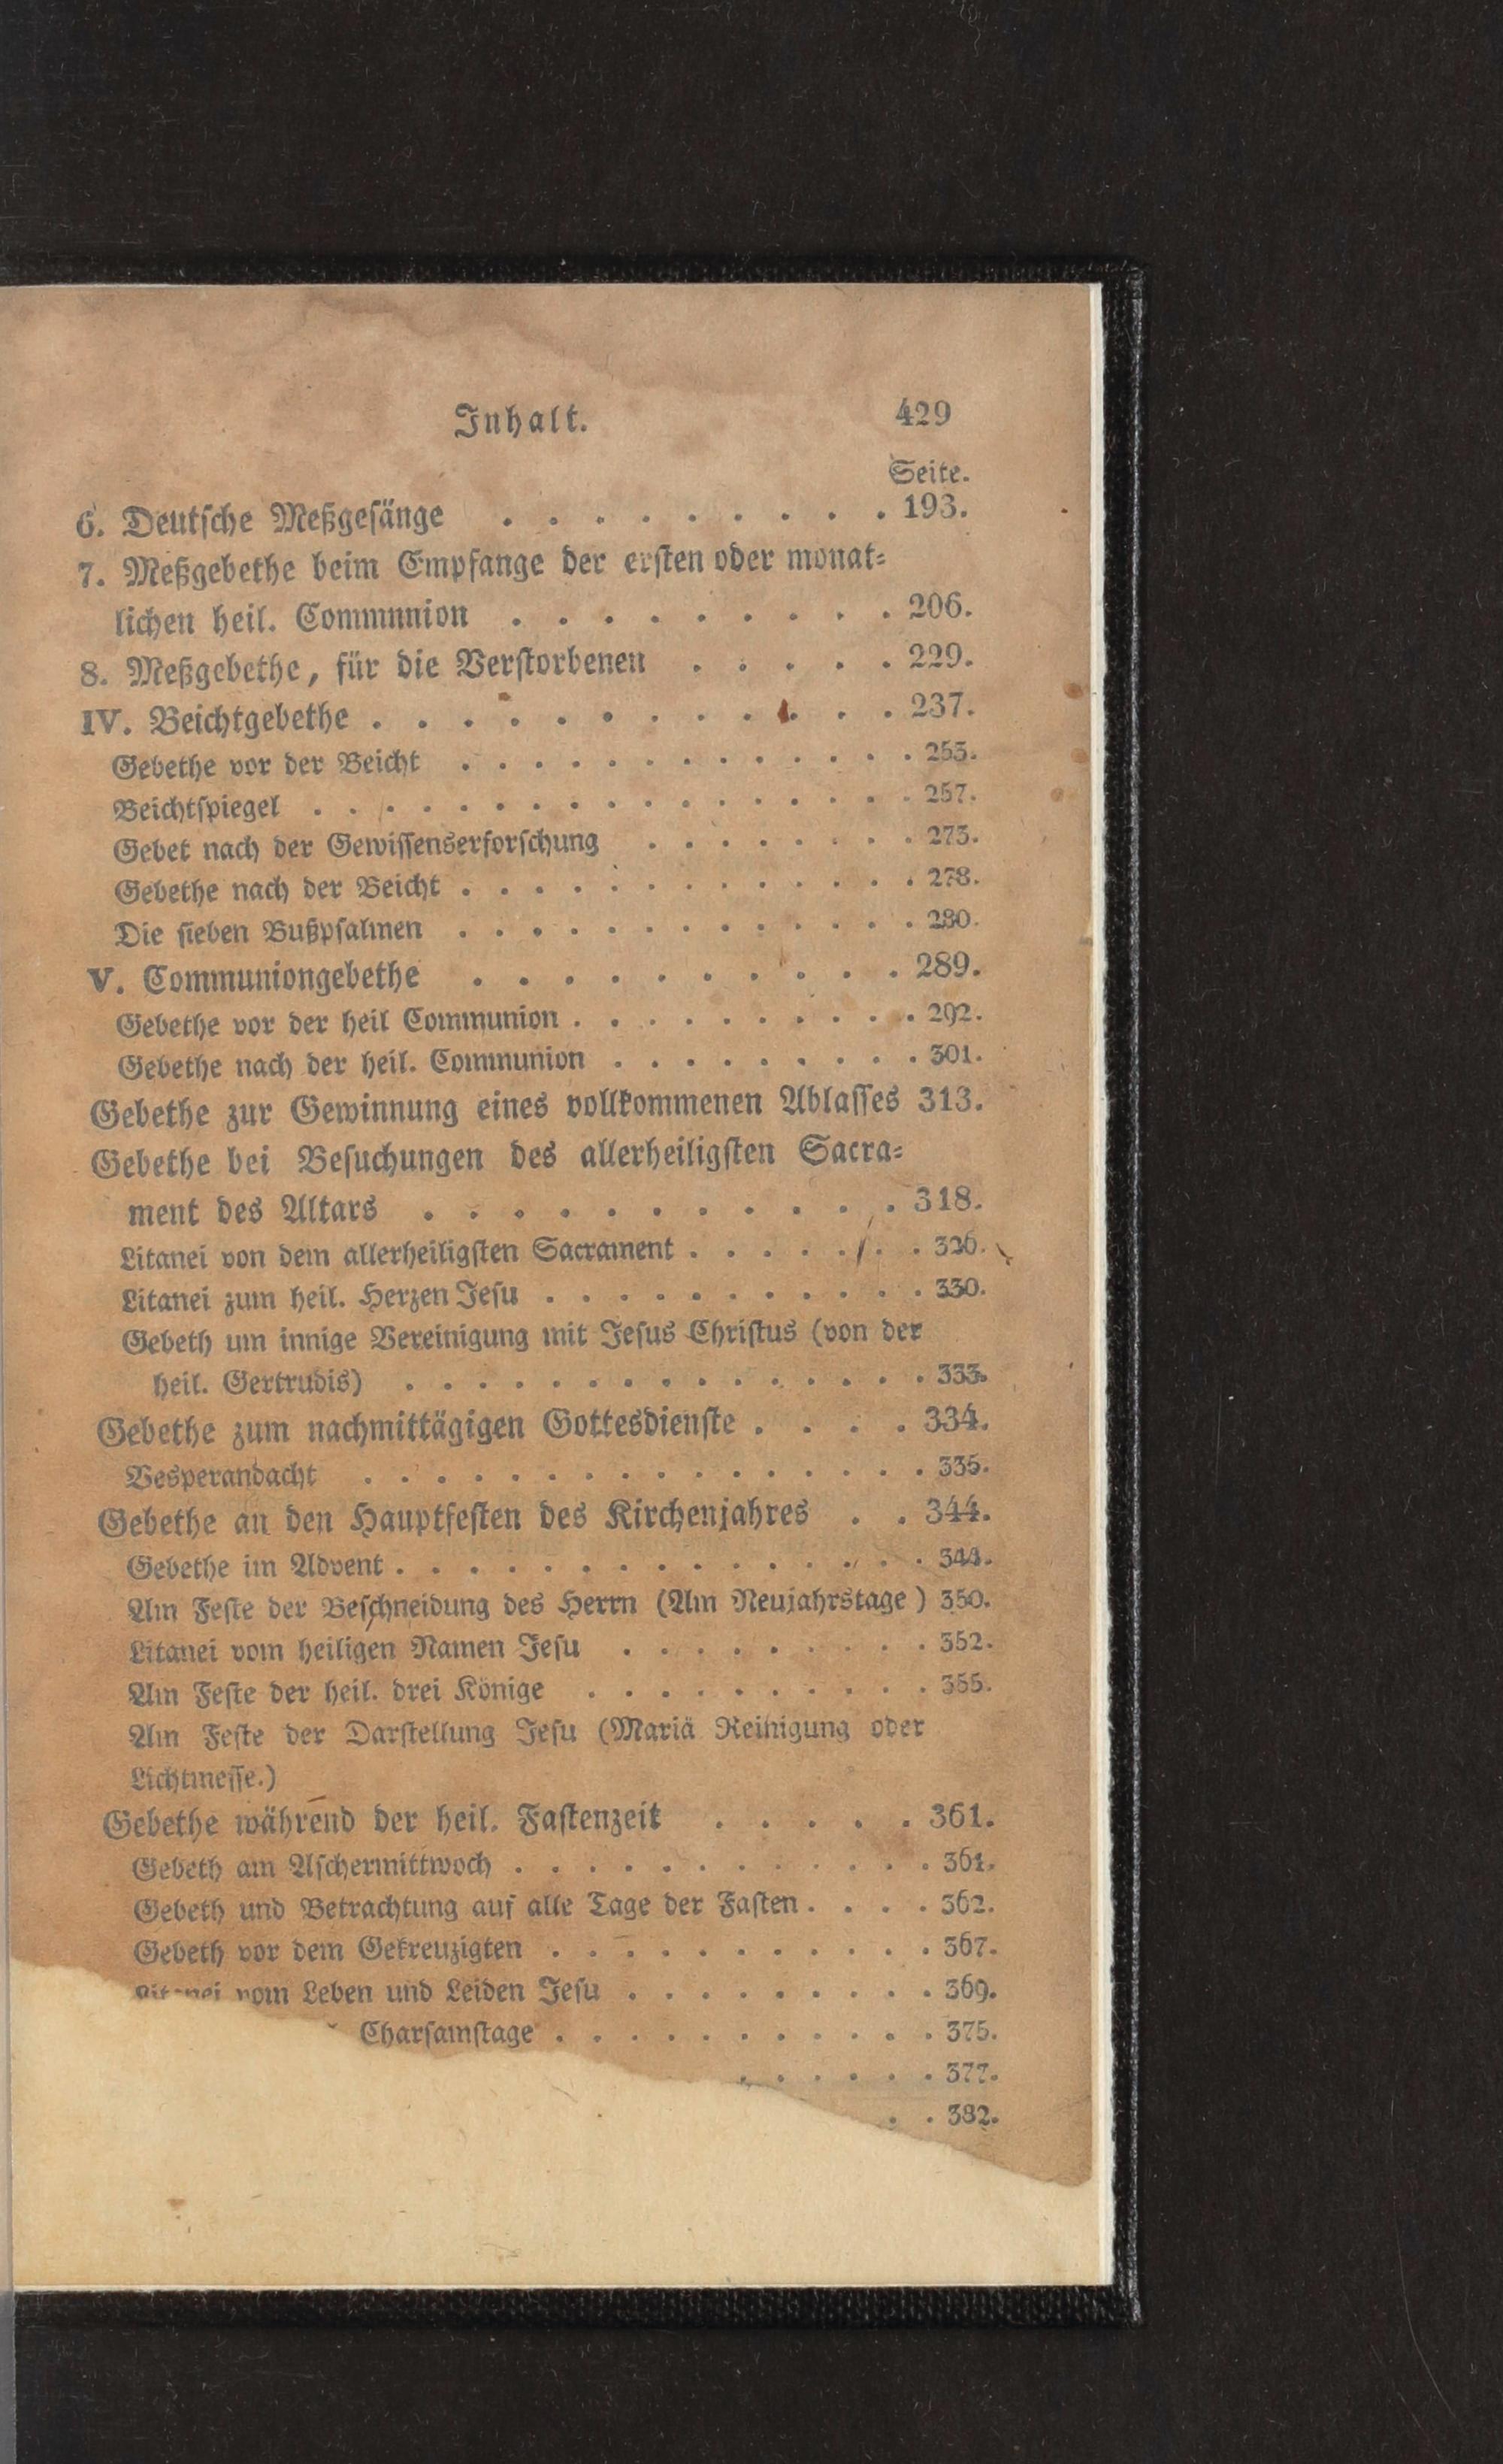 Inhalt. 429
Seite.
6. Deutsche Meßgesänge . . . . . . . . . 193.
7. Meßgebethe beim Empfange der ersten oder monat-
lichen heil. Communion . . . . . . . . . 206.
8. Meßgebethe, für die Verstorbenen . . . . . 229.
IV. Beichtgebethe . . . . . . . . . . . . 237.
Gebethe vor der Beicht . . . . . . . . . . . . . 253.
Beichtspiegel . . . . . . . . . . . . . . . . . 257.
Gebet nach der Gewissenserforschung . . . . . . . . 273.
Gebethe nach der Beicht . . . . . . . . . . . . . 278.
Die sieben Bußpsalmen . . . . . . . . . . . . . 280.
V. Communiongebethe . . . . . . . . . . 289.
Gebethe vor der heil Communion . . . . . . . . . . 292.
Gebethe nach der heil. Communion . . . . . . . . . 301.
Gebethe zur Gewinnung eines vollkommenen Ablasses 313.
Gebethe bei Besuchungen des allerheiligsten Sacra-
ment des Altars . . . . . . . . . . . 318.
Litanei von dem allerheiligsten Sacrament . . . . . . . 326.
Litanei zum heil. Herzen Jesu . . . . . . . . . . . 330.
Gebeth um innige Vereinigung mit Jesus Christus (von der
heil. Gertrudis) . . . . . . . . . . . . . . . 333.
Gebethe zum nachmittägigen Gottesdienste . . . . 334.
Vesperandacht . . . . . . . . . . . . . . . . 335.
Gebethe an den Hauptfesten des Kirchenjahres . . 344.
Gebethe im Advent . . . . . . . . . . . . . . . 344.
Am Feste der Beschneidung des Herrn (Am Neujahrstage) 350.
Litanei vom heiligen Namen Jesu . . . . . . . . . 352.
Am Feste der heil. drei Könige . . . . . . . . . . 355.
Am Feste der Darstellung Jesu (Mariä Reinigung oder
Lichtmesse.)
Gebethe während der heil. Fastenzeit . . . . . 361.
Gebeth am Aschermittwoch . . . . . . . . . . . . 361.
Gebeth und Betrachtung auf alle Tage der Fasten . . . . 362.
Gebeth vor dem Gekreuzigten . . . . . . . . . . . 367.
Litanei vom Leben und Leiden Jesu . . . . . . . . . 369.
Charsamstage . . . . . . . . . . . 375.
. . . . . . 377.
. . 382.